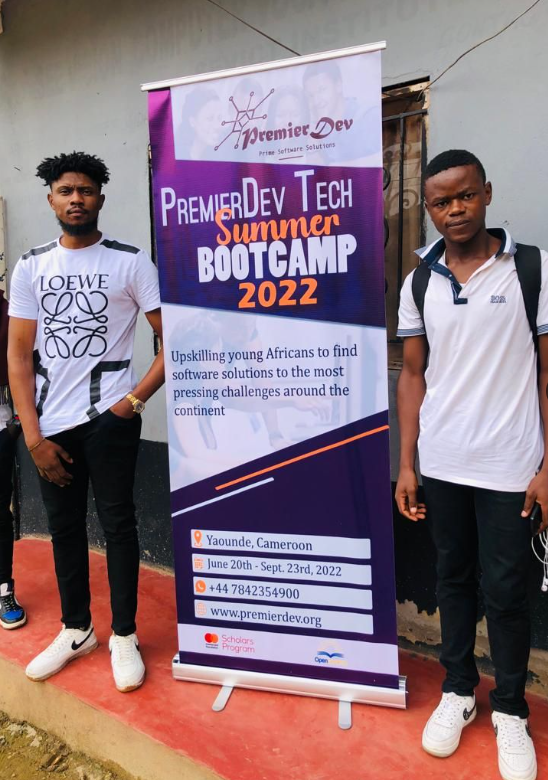 Premier Dev
Prime Software Solutions
PREMIERDEV TECH
Summer
BOOTCAMP
2022
Upskilling young Africans to find
software solutions to the most
pressing challenges around the
continent
Yaounde, Cameroon
June 20th - Sept. 23rd, 2022
+44 7842354900
www.premierdev.org
Scholars
Program
Open
LOEWE
BOSS